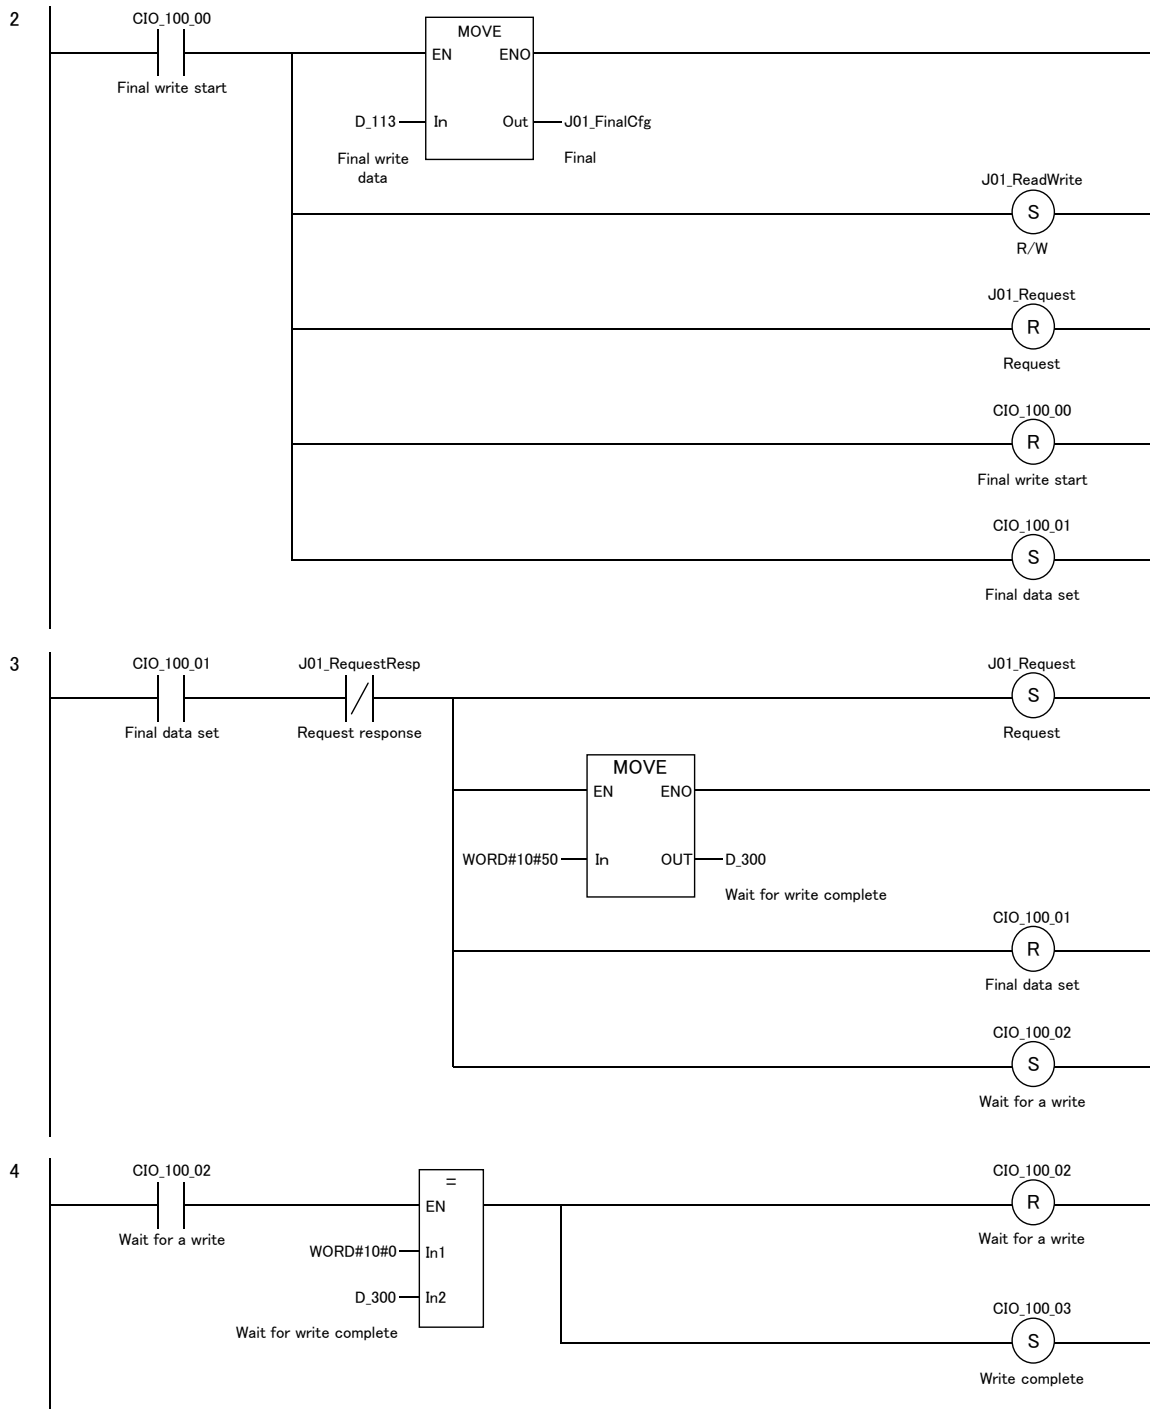 2
CIO_100_00
Final write start
MOVE
EN ENO
D_113 In Out J01_FinalCfg
Final write
data
Final
J01_ReadWrite
S
R/W
J01_Request
R
Request
CIO_100_00
R
Final write start
CIO_100_01
S
Final data set
3
CIO_100_01
Final data set
J01_RequestResp
Request response
J01_Request
S
Request
MOVE
EN ENO
WORD#10#50 In OUT D_300
Wait for write complete
CIO_100_01
R
Final data set
CIO_100_02
S
Wait for a write
4
CIO_100_02
Wait for a write
=
EN
WORD#10#0 In1
D_300 In2
Wait for write complete
CIO_100_02
R
Wait for a write
CIO_100_03
S
Write complete